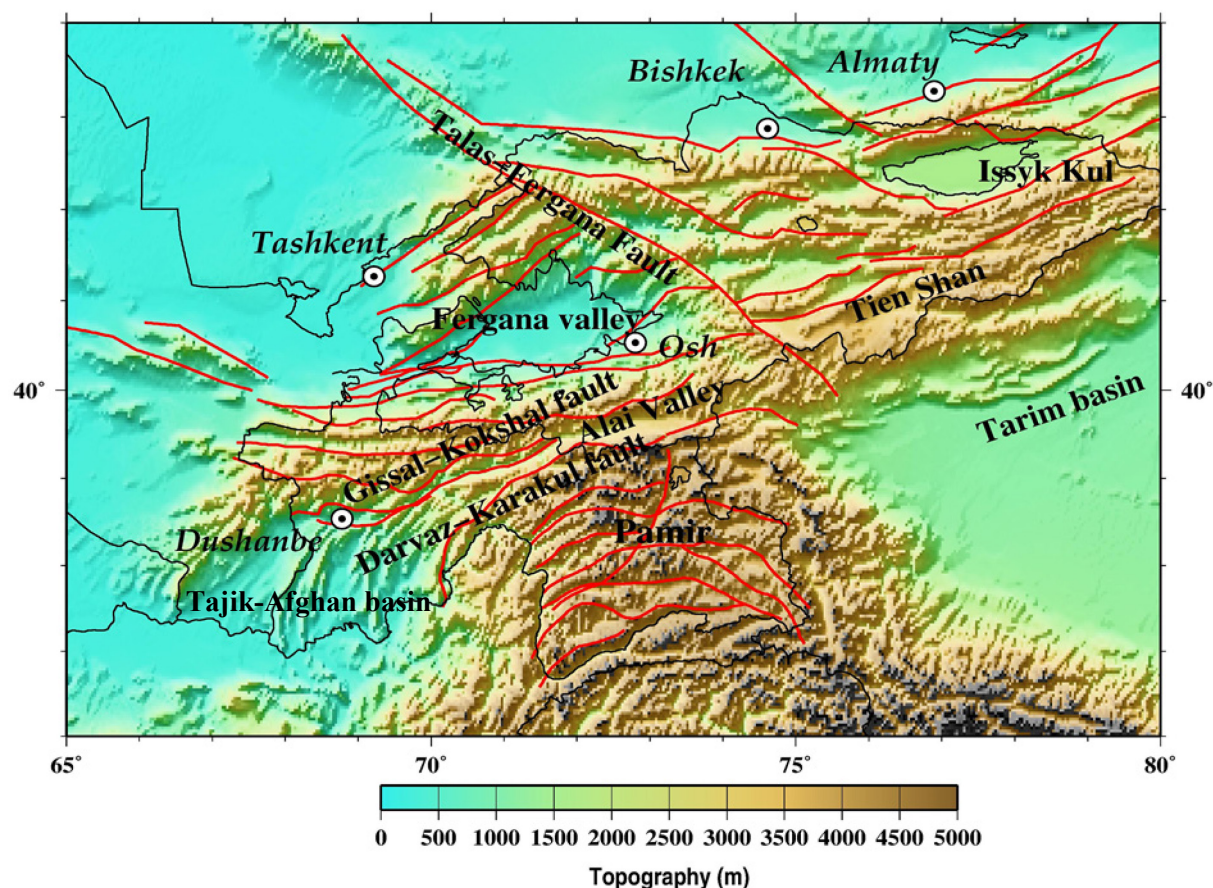 Almaty
Bishkek
Talas-Fergana Fault
Issyk Kul
Tashkent
Tien Shan
Fergana valley
Osh
40°
40°
Tarim basin
Gissal-Kokshal fault
Alai Valley
Darvaz-Karakul fault
Dushanbe
Pamir
Tajik-Afghan basin
65°
70°
75°
80°
0 500 1000 1500 2000 2500 3000 3500 4000 4500 5000
Topography (m)